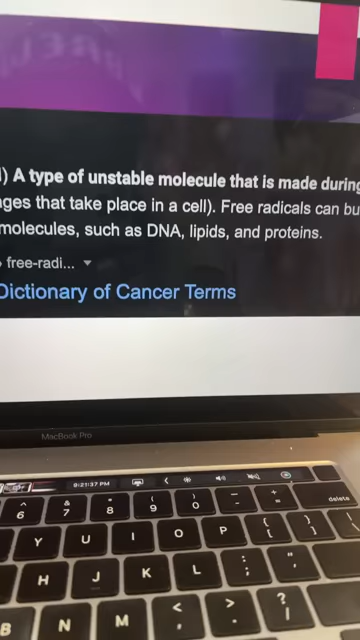 ) A type of unstable molecule that is made during
ges that take place in a cell). Free radicals can bu
molecules, such as DNA, lipids, and proteins.
› free-radi...
Dictionary of Cancer Terms
MacBook Pro
9:21:37 PM
^ & * ( ) _ +
6 7 8 9 0 - = delete
Y U I O P { [ } ]
H J K L : ; " '
B N M < , > . ? /